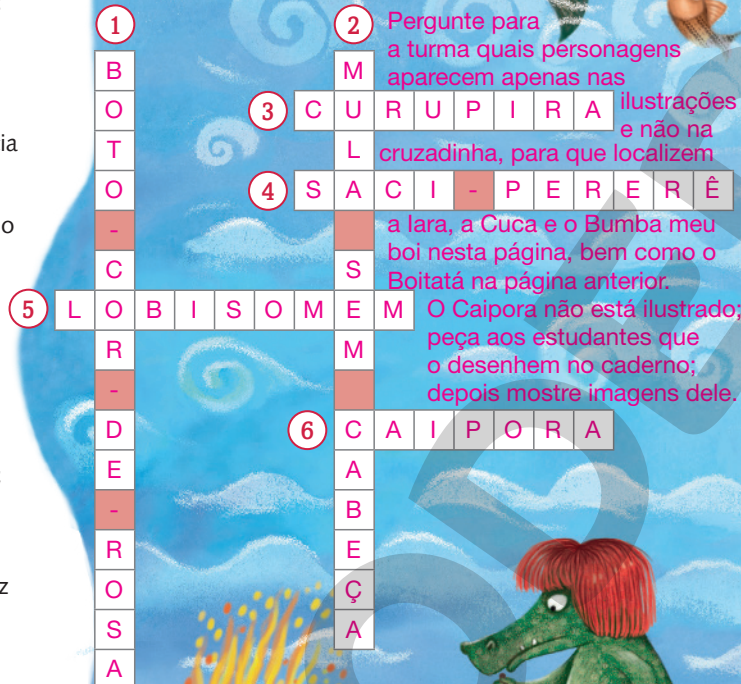 1
2
Pergunte para
a turma quais personagens
aparecem apenas nas
ilustrações
e não na
cruzadinha, para que localizem
a Iara, a Cuca e o Bumba meu
boi nesta página, bem como o
Boitatá na página anterior.
O Caipora não está ilustrado;
peça aos estudantes que
o desenhem no caderno;
depois mostre imagens dele.
BOTO-COR-DE-ROSA
MULA SEM CABEÇA
3 CURUPIRA
4 SACI-PERERÊ
5 LOBISOMEM
6 CAIPORA
ia
o
z